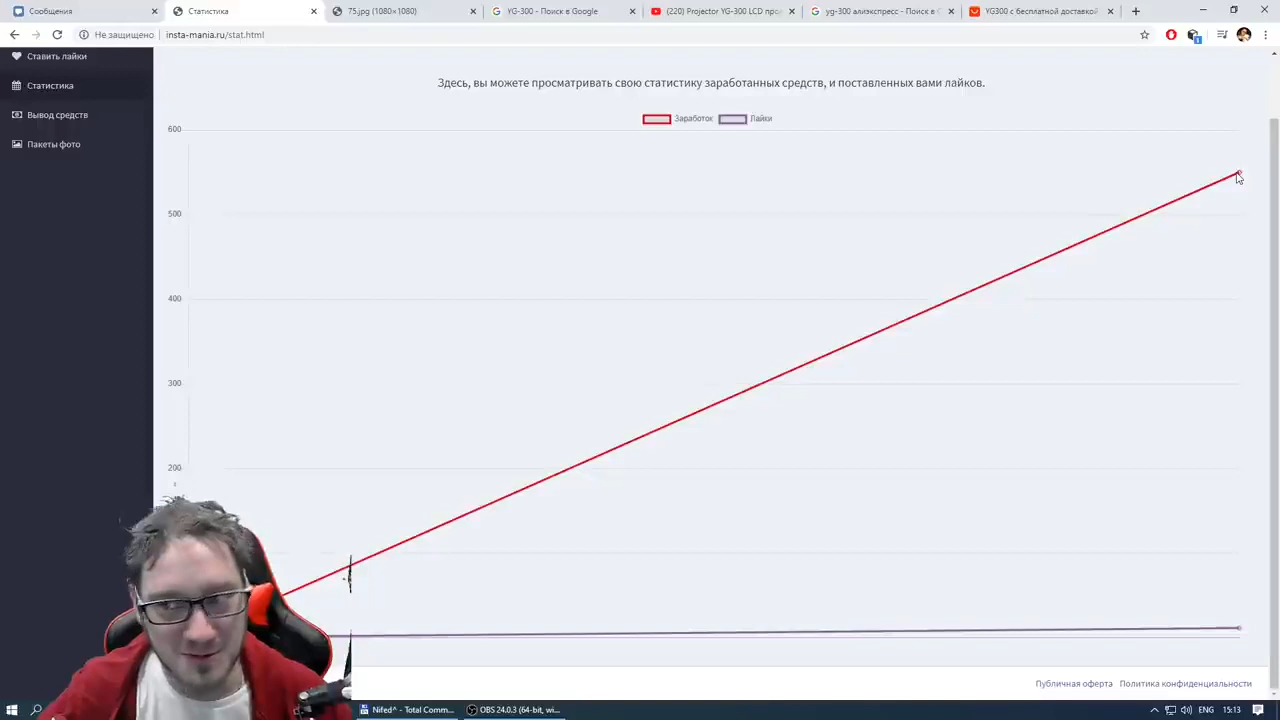 Сообщения
Статистика
75.jpg (1080×1080)
YG-300 - Поиск в Google
(220) Projector YG-300 LCD про
yg-300 алиэкспресс - Поиск в G
YG300 с бесплатной доставкой
Не защищено
insta-mania.ru/stat.html
Ставить лайки
Статистика
Вывод средств
Пакеты фото
Здесь, вы можете просматривать свою статистику заработанных средств, и поставленных вами лайков.
Заработок
Лайки
600
500
400
300
200
Публичная оферта
Политика конфиденциальности
Nifed^ - Total Comm...
OBS 24.0.3 (64-bit, wi...
ENG
15:13